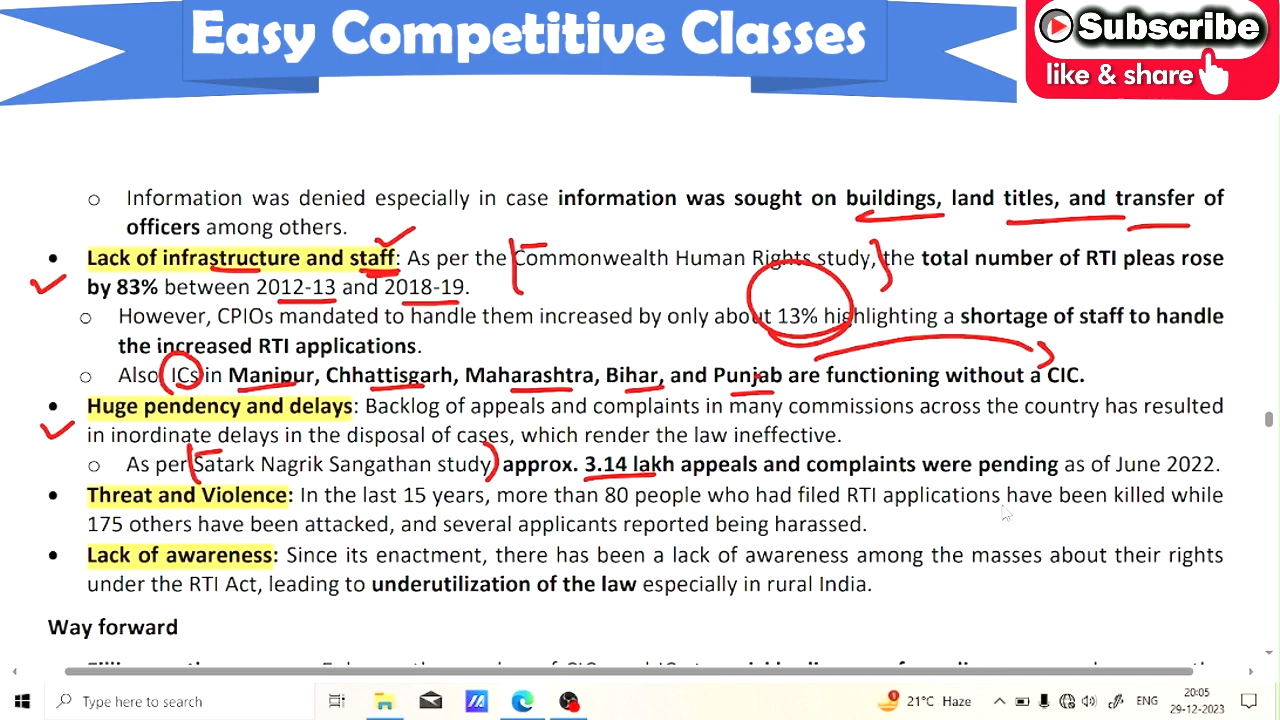 Easy Competitive Classes
Subscribe
like & share
o Information was denied especially in case information was sought on buildings, land titles, and transfer of
officers among others.
• Lack of infrastructure and staff: As per the Commonwealth Human Rights study, the total number of RTI pleas rose
by 83% between 2012-13 and 2018-19.
o However, CPIOs mandated to handle them increased by only about 13% highlighting a shortage of staff to handle
the increased RTI applications.
o Also ICs in Manipur, Chhattisgarh, Maharashtra, Bihar, and Punjab are functioning without a CIC.
• Huge pendency and delays: Backlog of appeals and complaints in many commissions across the country has resulted
in inordinate delays in the disposal of cases, which render the law ineffective.
o As per Satark Nagrik Sangathan study approx. 3.14 lakh appeals and complaints were pending as of June 2022.
• Threat and Violence: In the last 15 years, more than 80 people who had filed RTI applications have been killed while
175 others have been attacked, and several applicants reported being harassed.
• Lack of awareness: Since its enactment, there has been a lack of awareness among the masses about their rights
under the RTI Act, leading to underutilization of the law especially in rural India.
Way forward
Type here to search
1
21°C Haze
ENG
20:05
29-12-2023